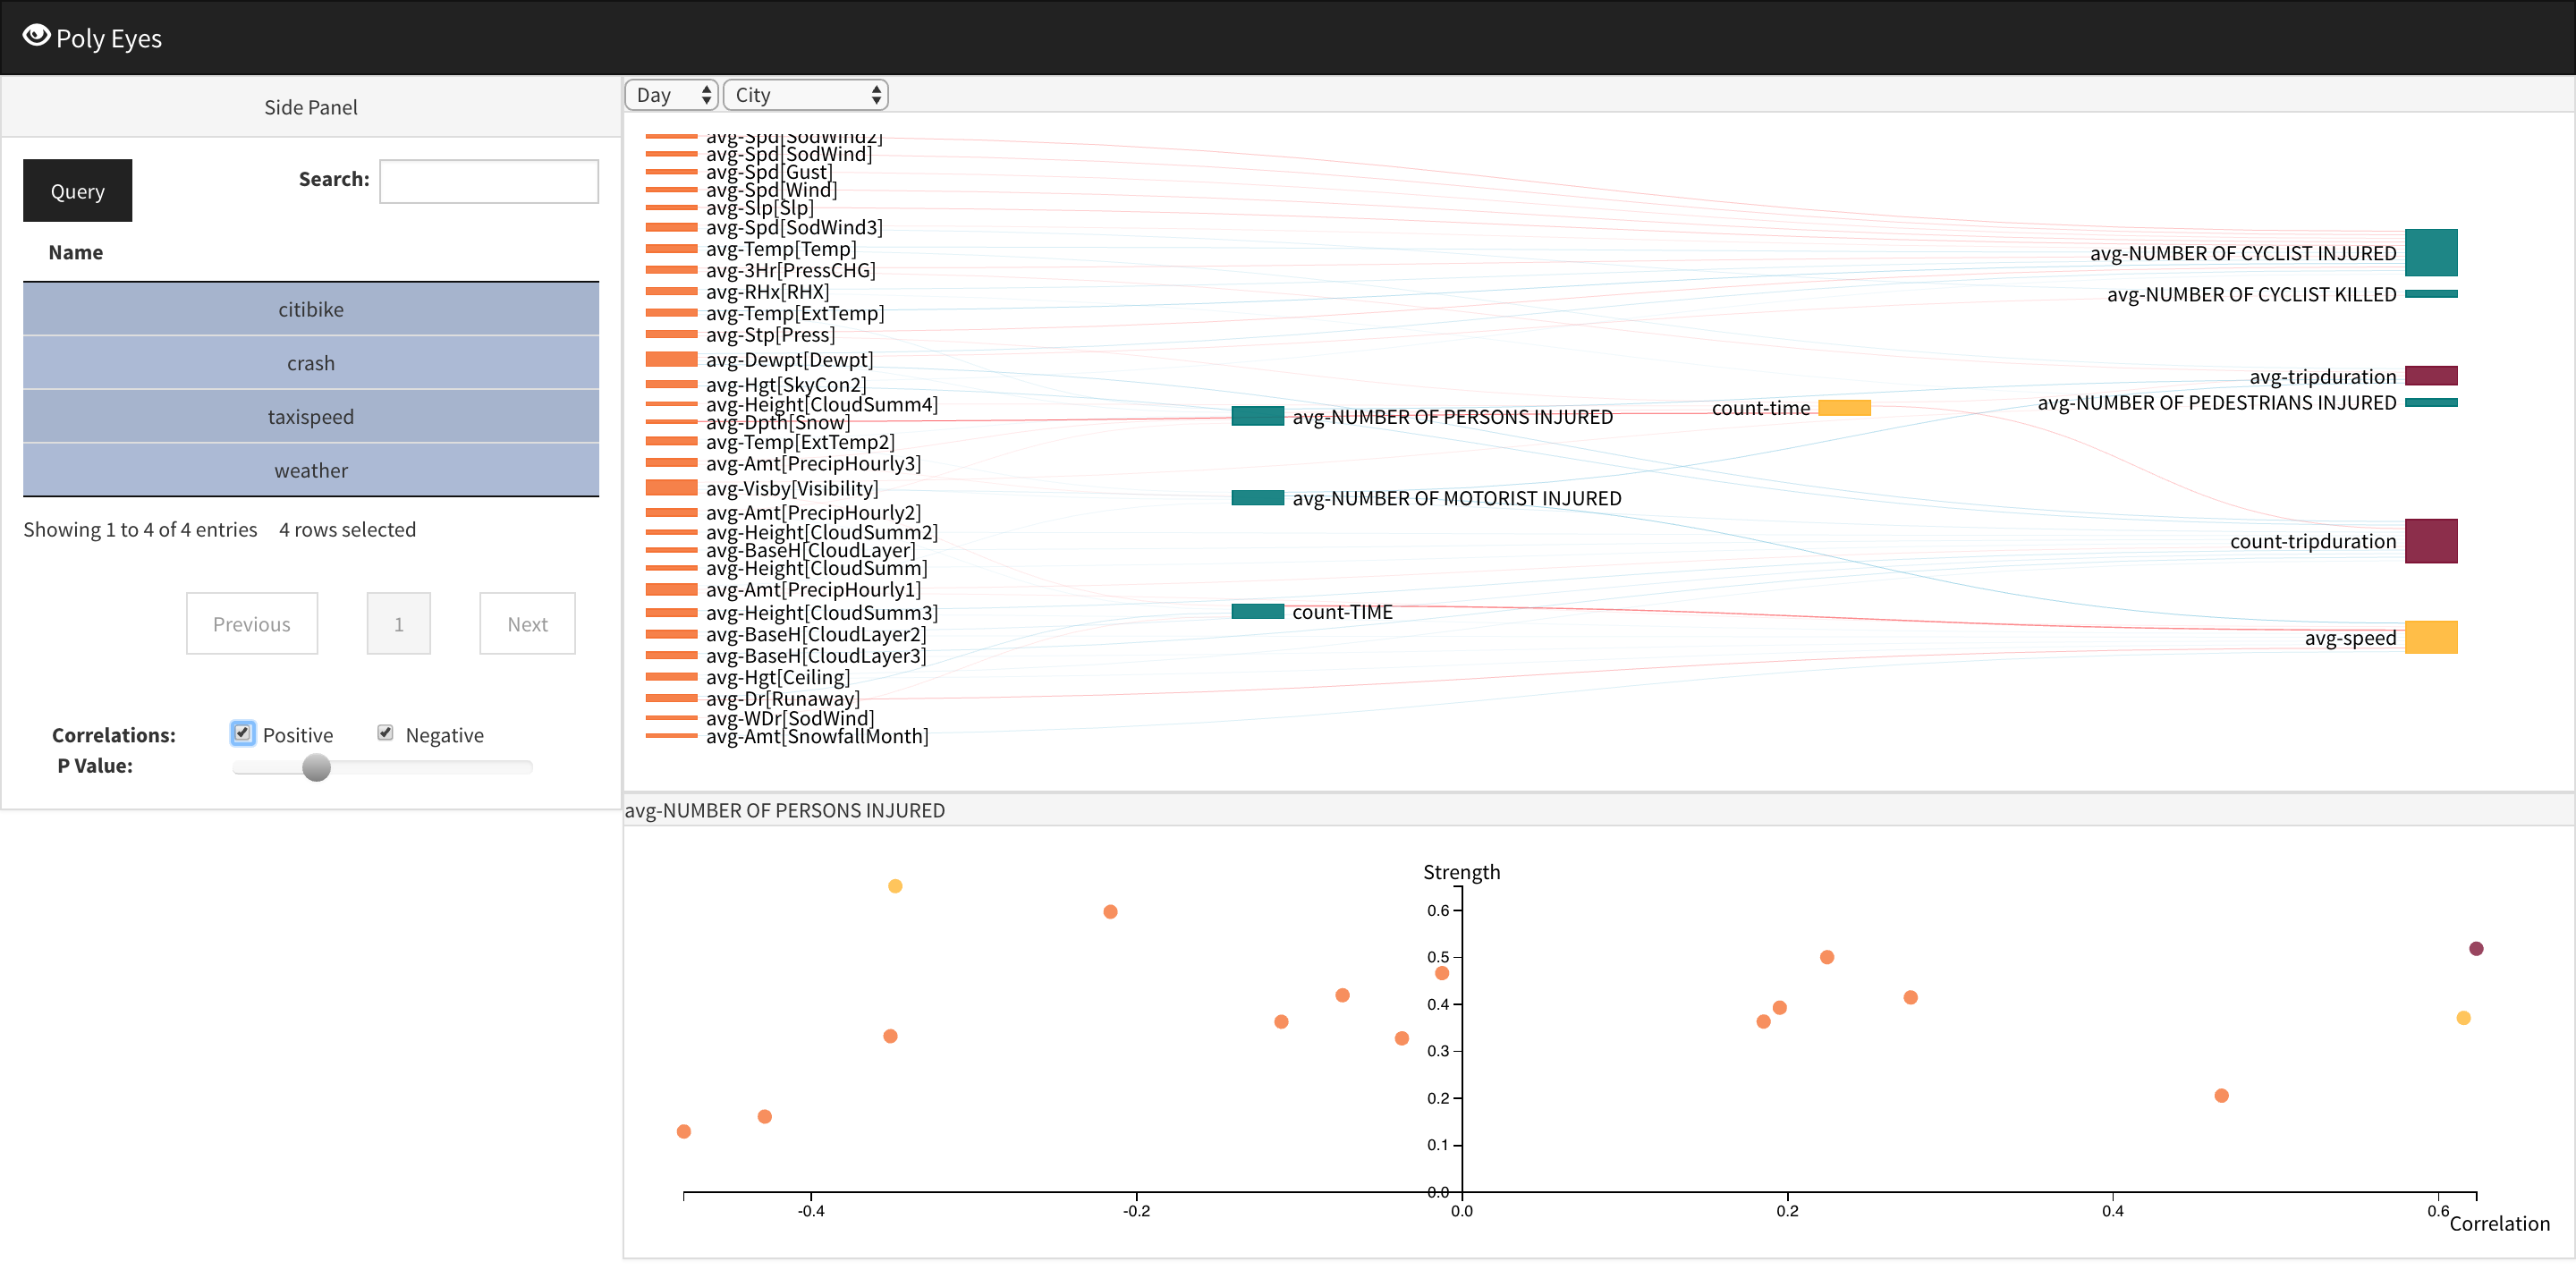 Poly Eyes
Side Panel
Query
Search:
Name
citibike
crash
taxispeed
weather
Showing 1 to 4 of 4 entries 4 rows selected
Previous 1 Next
Correlations: Positive Negative
P Value:
Day City
avg-Spd[SodWind2]
avg-Spd[SodWind]
avg-Spd[Gust]
avg-Spd[Wind]
avg-Slp[Slp]
avg-Spd[SodWind3]
avg-Temp[Temp]
avg-3Hr[PressCHG]
avg-RHx[RHX]
avg-Temp[ExtTemp]
avg-Stp[Press]
avg-Dewpt[Dewpt]
avg-Hgt[SkyCon2]
avg-Height[CloudSumm4]
avg-Dpth[Snow]
avg-Temp[ExtTemp2]
avg-Amt[PrecipHourly3]
avg-Visby[Visibility]
avg-Amt[PrecipHourly2]
avg-Height[CloudSumm2]
avg-BaseH[CloudLayer]
avg-Height[CloudSumm]
avg-Amt[PrecipHourly1]
avg-Height[CloudSumm3]
avg-BaseH[CloudLayer2]
avg-BaseH[CloudLayer3]
avg-Hgt[Ceiling]
avg-Dr[Runaway]
avg-WDr[SodWind]
avg-Amt[SnowfallMonth]
avg-NUMBER OF PERSONS INJURED
avg-NUMBER OF MOTORIST INJURED
count-TIME
count-time
avg-NUMBER OF CYCLIST INJURED
avg-NUMBER OF CYCLIST KILLED
avg-tripduration
avg-NUMBER OF PEDESTRIANS INJURED
count-tripduration
avg-speed
avg-NUMBER OF PERSONS INJURED
Strength
0.6
0.5
0.4
0.3
0.2
0.1
0.0
-0.4 -0.2 0.0 0.2 0.4 0.6
Correlation